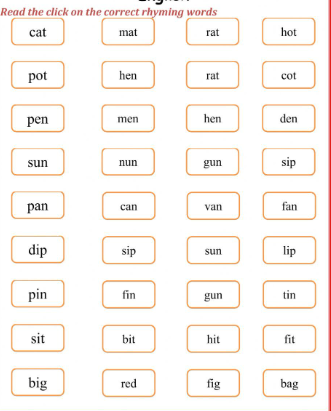 Read the click on the correct rhyming words
cat mat rat hot
pot hen rat cot
pen men hen den
sun nun gun sip
pan can van fan
dip sip sun lip
pin fin gun tin
sit bit hit fit
big red fig bag